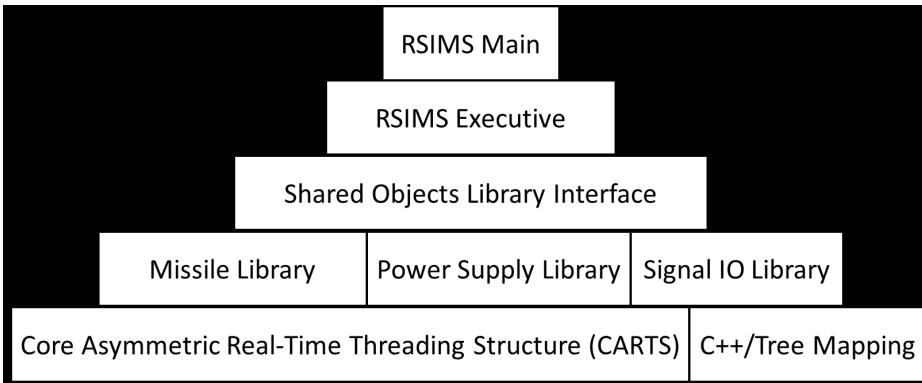 RSIMS Main
RSIMS Executive
Shared Objects Library Interface
Missile Library
Power Supply Library
Signal IO Library
Core Asymmetric Real-Time Threading Structure (CARTS)
C++/Tree Mapping